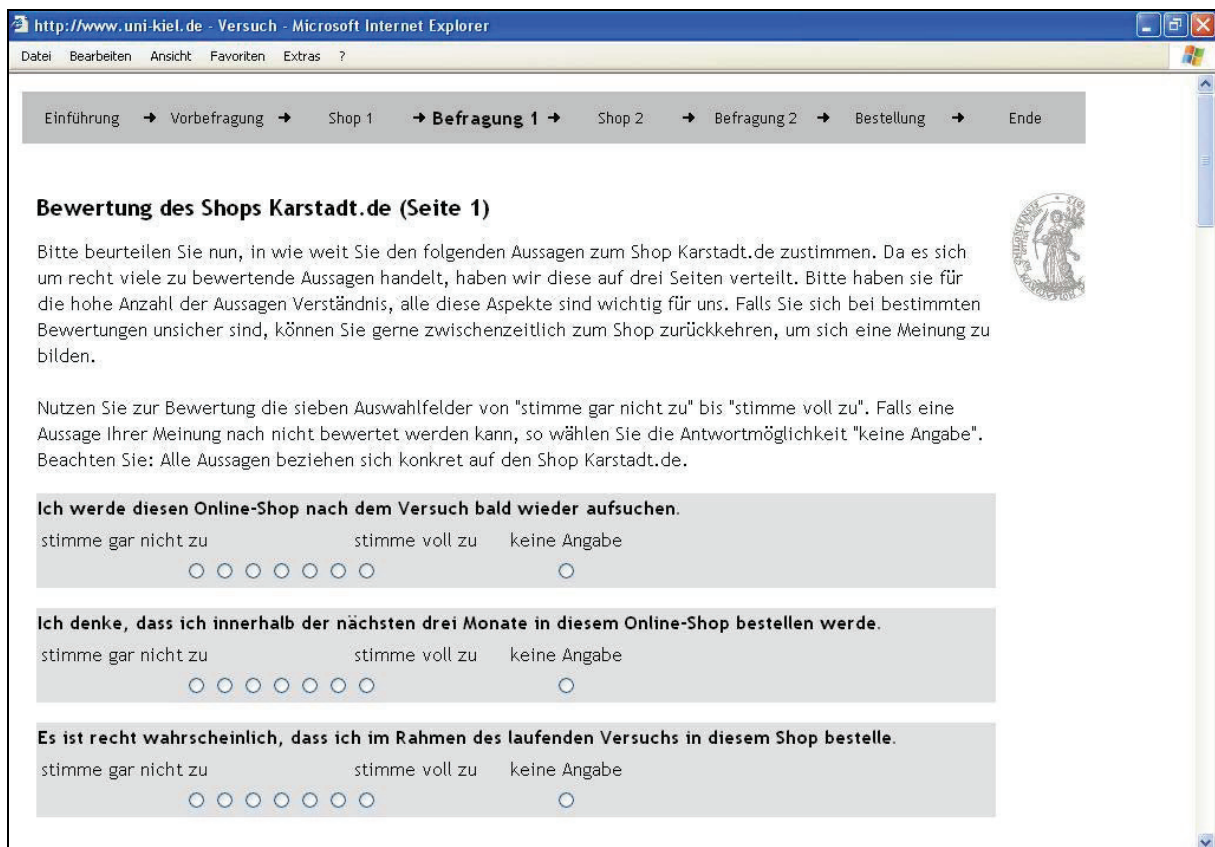 http://www.uni-kiel.de - Versuch - Microsoft Internet Explorer
Datei Bearbeiten Ansicht Favoriten Extras ?
Einführung → Vorbefragung → Shop 1 → Befragung 1 → Shop 2 → Befragung 2 → Bestellung → Ende
Bewertung des Shops Karstadt.de (Seite 1)
Bitte beurteilen Sie nun, in wie weit Sie den folgenden Aussagen zum Shop Karstadt.de zustimmen. Da es sich
um recht viele zu bewertende Aussagen handelt, haben wir diese auf drei Seiten verteilt. Bitte haben sie für
die hohe Anzahl der Aussagen Verständnis, alle diese Aspekte sind wichtig für uns. Falls Sie sich bei bestimmten
Bewertungen unsicher sind, können Sie gerne zwischenzeitlich zum Shop zurückkehren, um sich eine Meinung zu
bilden.
Nutzen Sie zur Bewertung die sieben Auswahlfelder von "stimme gar nicht zu" bis "stimme voll zu". Falls eine
Aussage Ihrer Meinung nach nicht bewertet werden kann, so wählen Sie die Antwortmöglichkeit "keine Angabe".
Beachten Sie: Alle Aussagen beziehen sich konkret auf den Shop Karstadt.de.
Ich werde diesen Online-Shop nach dem Versuch bald wieder aufsuchen.
stimme gar nicht zu stimme voll zu keine Angabe
Ich denke, dass ich innerhalb der nächsten drei Monate in diesem Online-Shop bestellen werde.
stimme gar nicht zu stimme voll zu keine Angabe
Es ist recht wahrscheinlich, dass ich im Rahmen des laufenden Versuchs in diesem Shop bestelle.
stimme gar nicht zu stimme voll zu keine Angabe